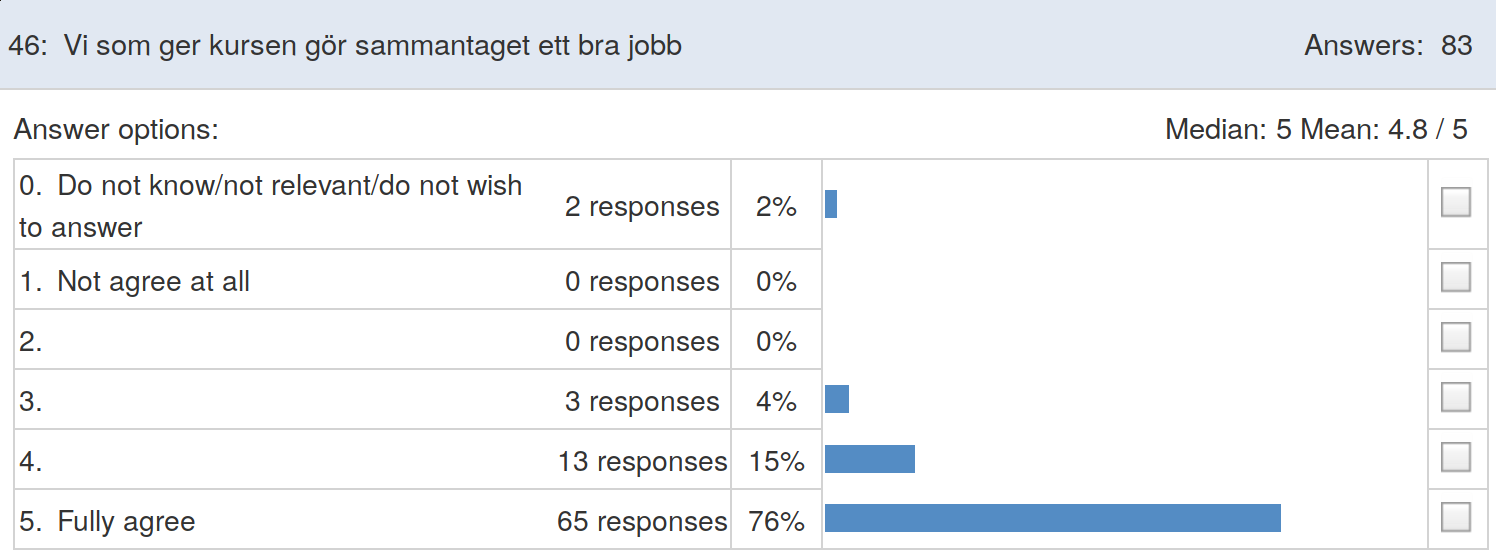 46: Vi som ger kursen gör sammantaget ett bra jobb Answers: 83
Answer options: Median: 5 Mean: 4.8 / 5
0. Do not know/not relevant/do not wish
to answer 2 responses 2%
1. Not agree at all 0 responses 0%
2. 0 responses 0%
3. 3 responses 4%
4. 13 responses 15%
5. Fully agree 65 responses 76%